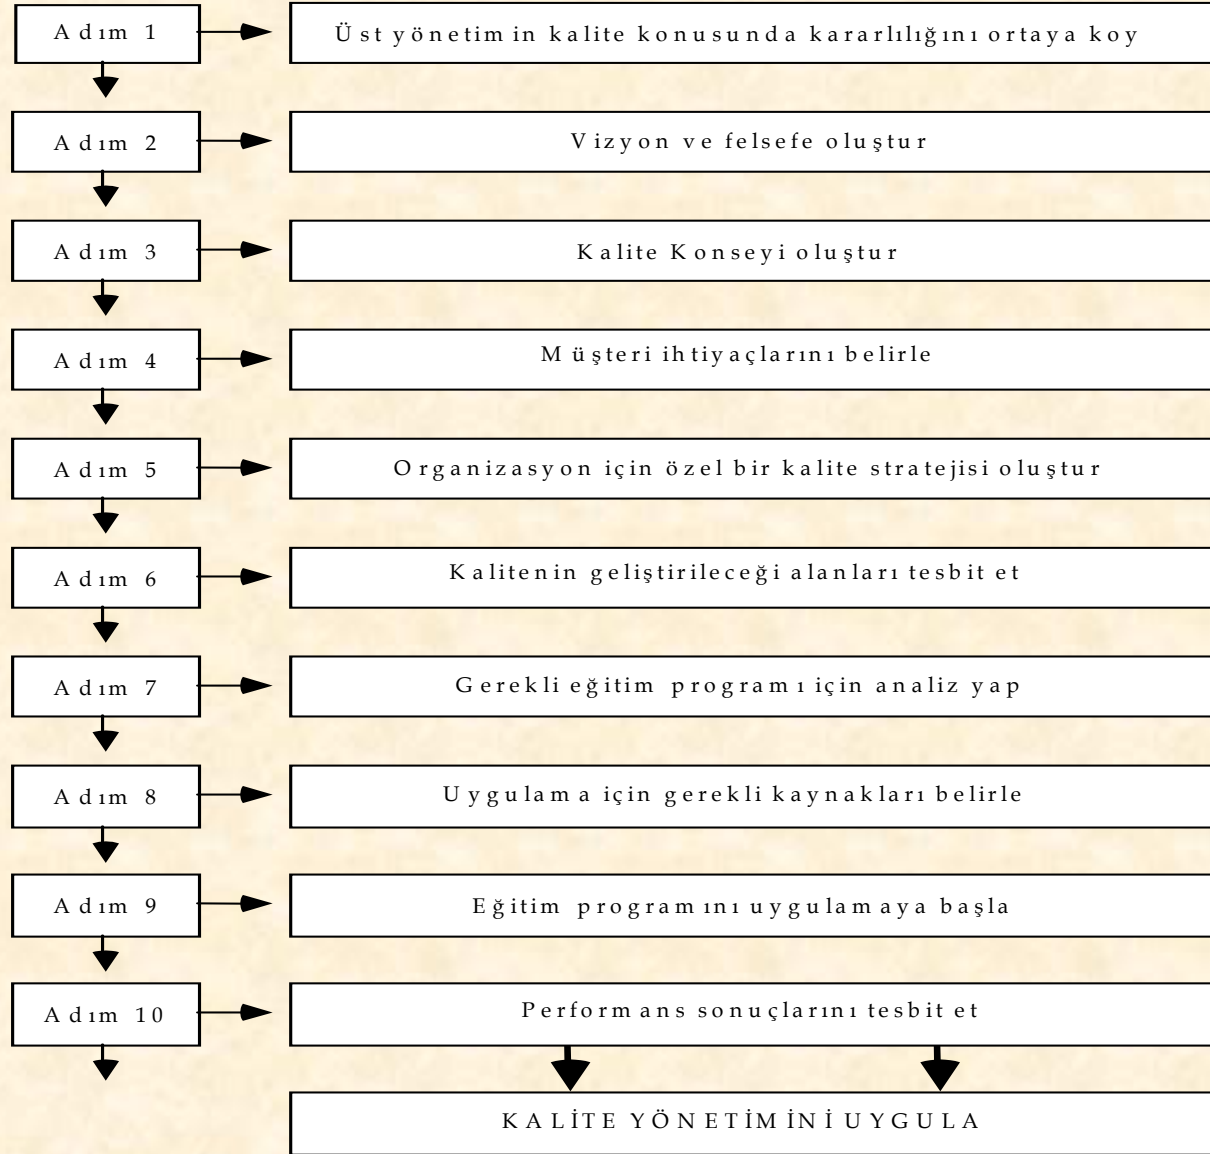 Adım 1
Üst yönetimin kalite konusunda kararlılığını ortaya koy
Adım 2
Vizyon ve felsefe oluştur
Adım 3
Kalite Konseyi oluştur
Adım 4
Müşteri ihtiyaçlarını belirle
Adım 5
Organizasyon için özel bir kalite stratejisi oluştur
Adım 6
Kalitenin geliştirileceği alanları tesbit et
Adım 7
Gerekli eğitim programı için analiz yap
Adım 8
Uygulama için gerekli kaynakları belirle
Adım 9
Eğitim programını uygulamaya başla
Adım 10
Performans sonuçlarını tesbit et
KALİTE YÖNETİMİNİ UYGULA